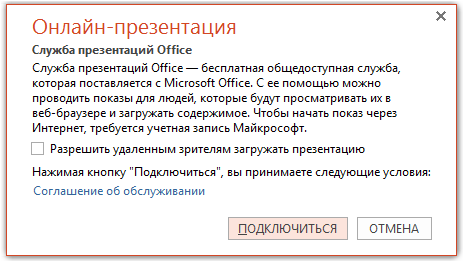 Онлайн-презентация
Служба презентаций Office
Служба презентаций Office — бесплатная общедоступная служба,
которая поставляется с Microsoft Office. С ее помощью можно
проводить показы для людей, которые будут просматривать их в
веб-браузере и загружать содержимое. Чтобы начать показ через
Интернет, требуется учетная запись Майкрософт.
Разрешить удаленным зрителям загружать презентацию
Нажимая кнопку "Подключиться", вы принимаете следующие условия:
Соглашение об обслуживании
ПОДКЛЮЧИТЬСЯ ОТМЕНА